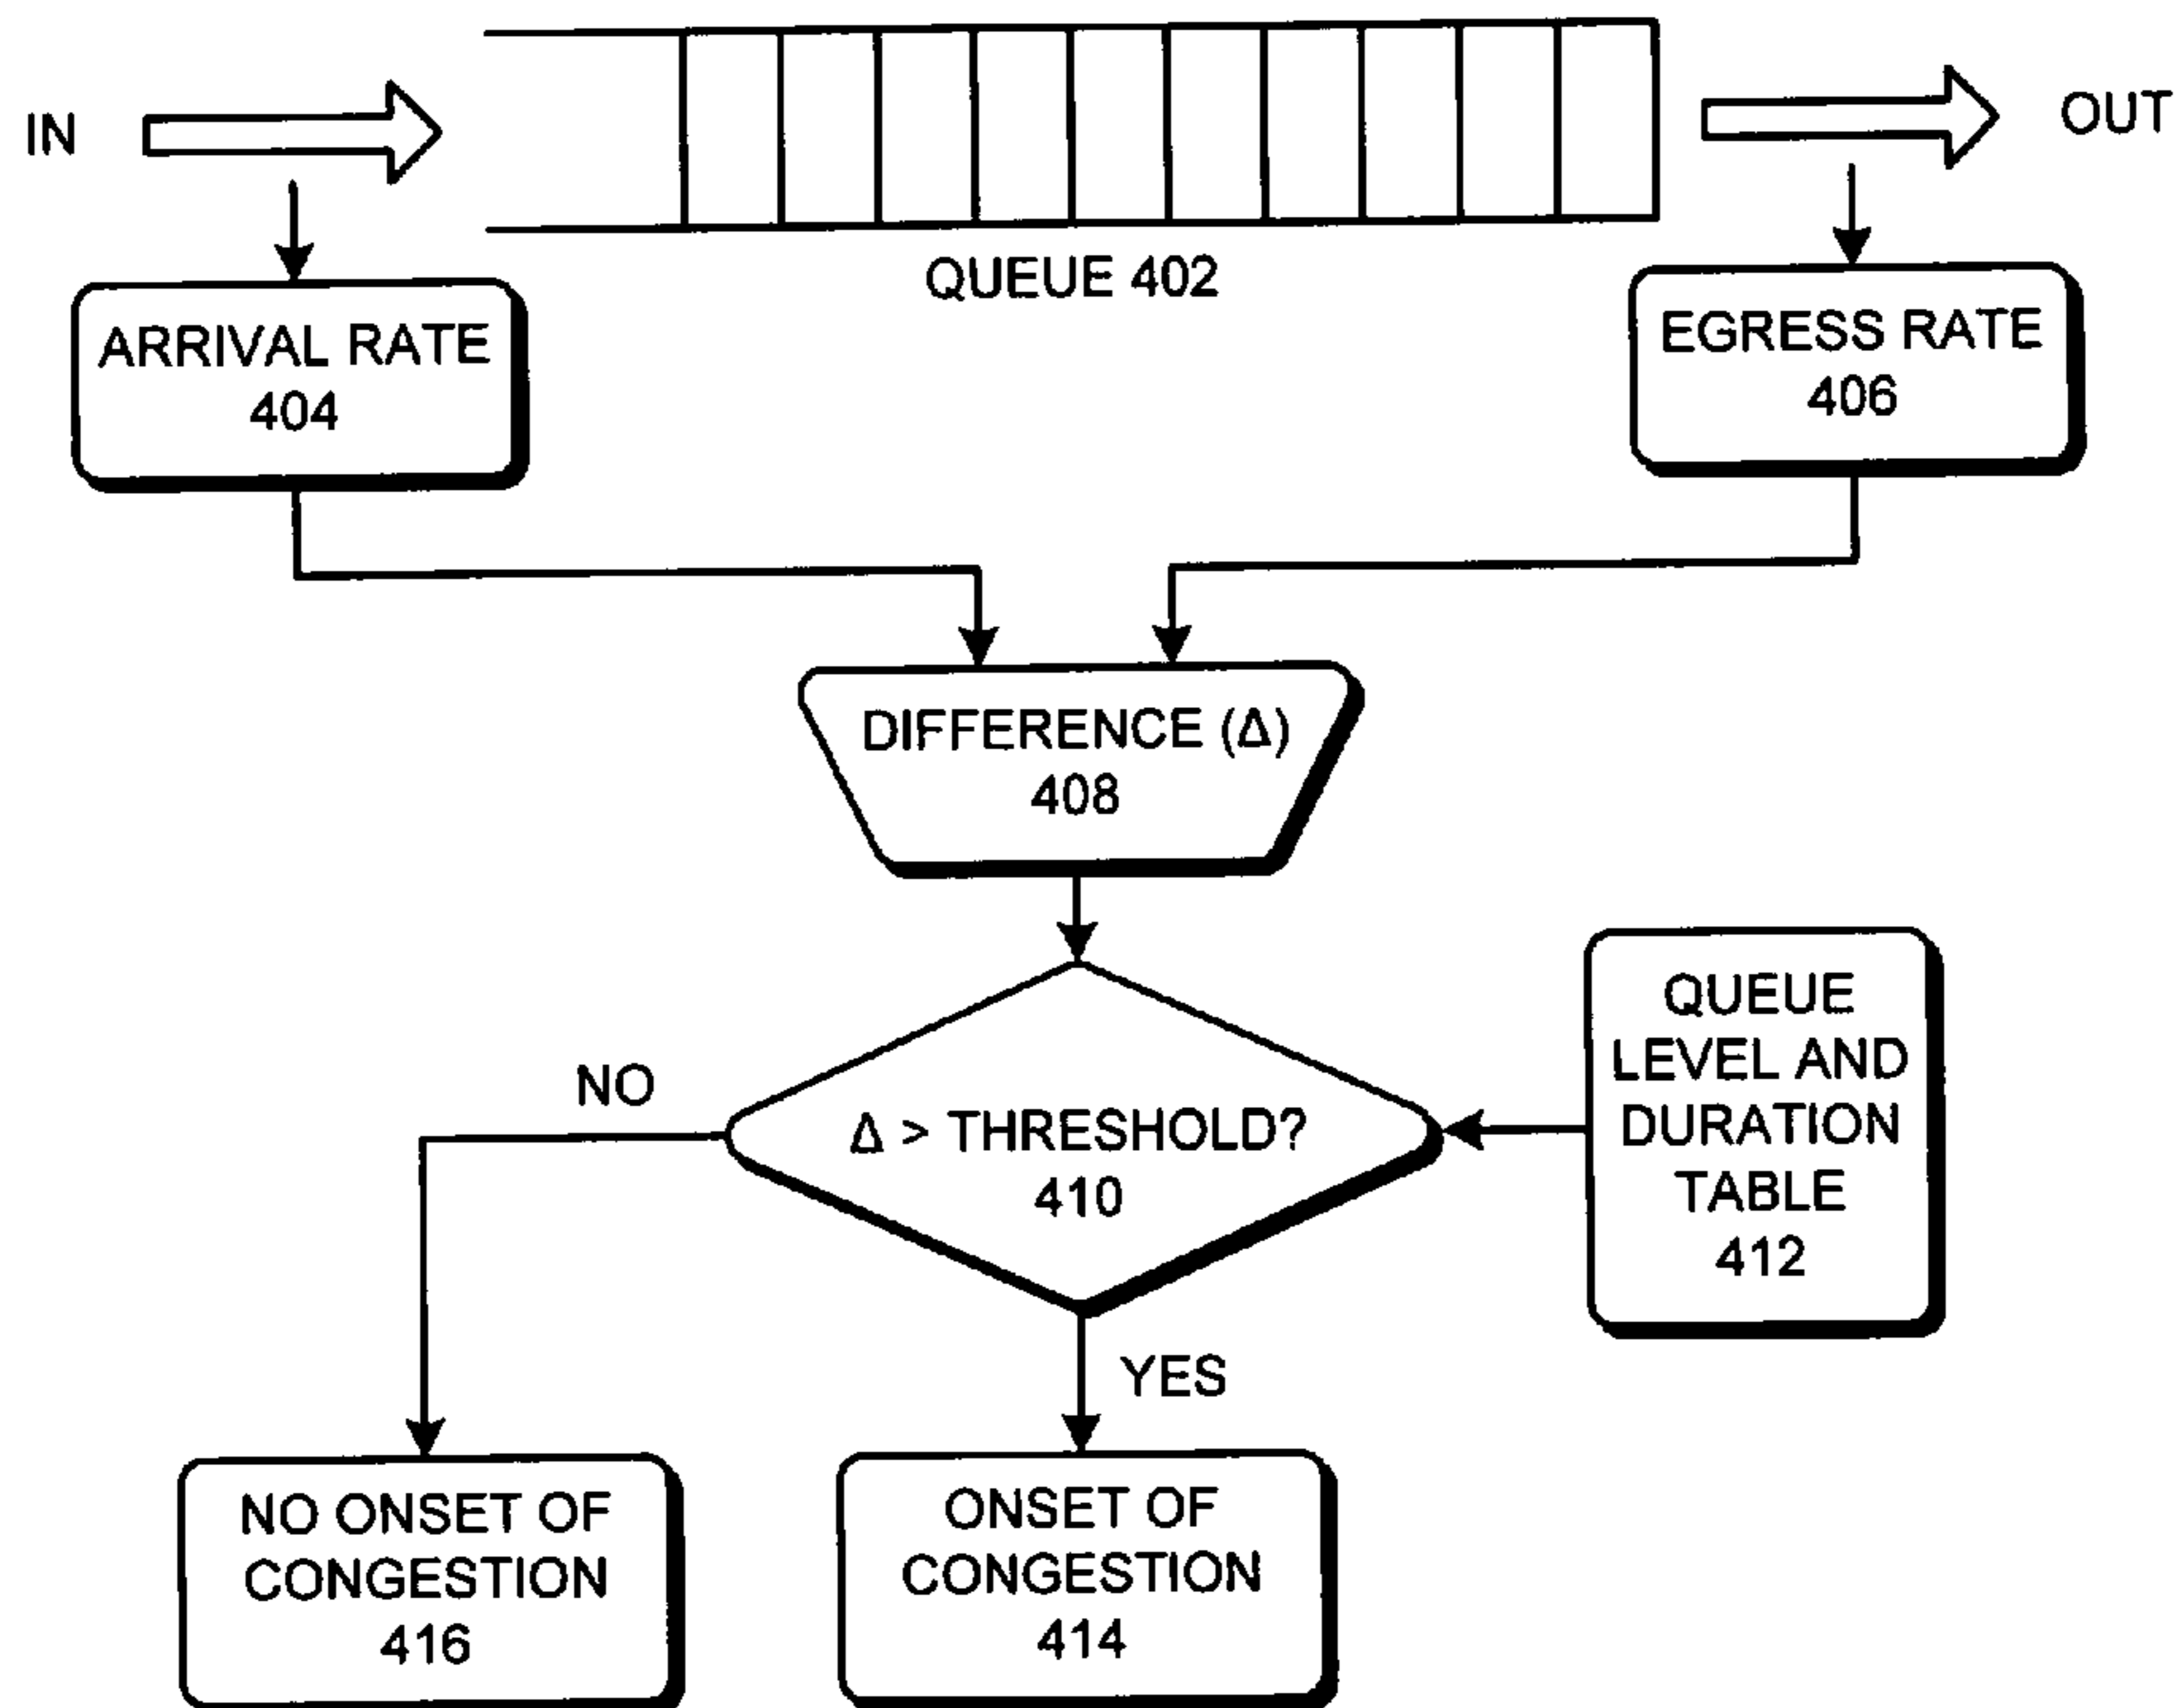 IN
OUT
QUEUE 402
ARRIVAL RATE
404
EGRESS RATE
406
DIFFERENCE (Δ)
408
QUEUE
LEVEL AND
DURATION
TABLE
412
NO
Δ > THRESHOLD?
410
YES
NO ONSET OF
CONGESTION
416
ONSET OF
CONGESTION
414